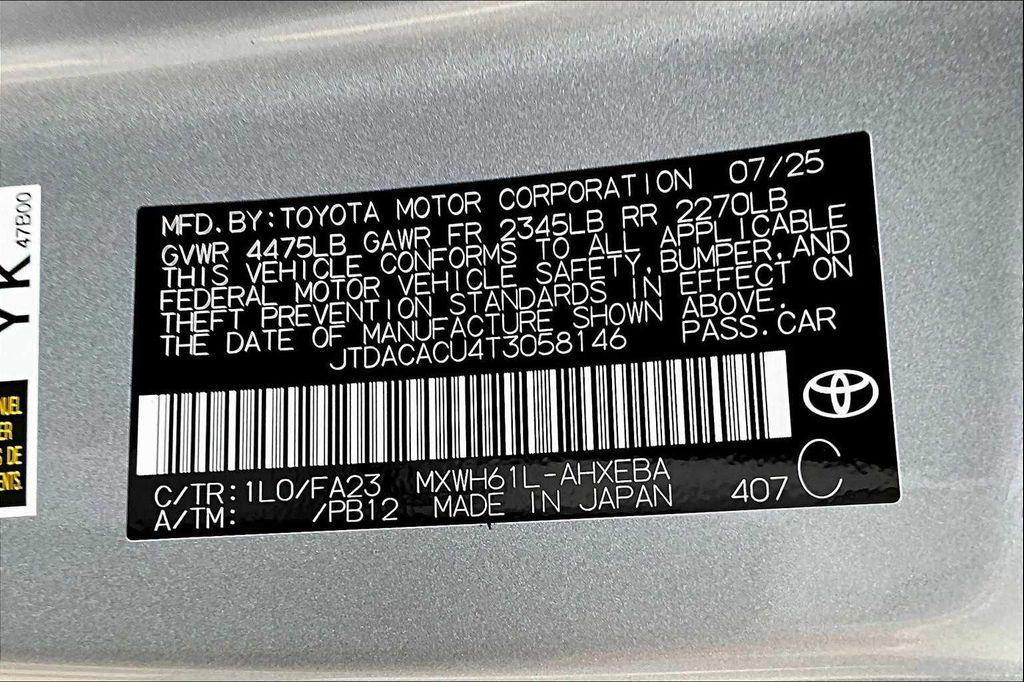 MFD. BY: TOYOTA MOTOR CORPORATION 07/25
GVWR 4475LB GAWR FR 2345LB RR 2270LB
THIS VEHICLE CONFORMS TO ALL APPLICABLE
FEDERAL MOTOR VEHICLE SAFETY, BUMPER, AND
THEFT PREVENTION STANDARDS IN EFFECT ON
THE DATE OF MANUFACTURE SHOWN ABOVE.
JTDACACU4T3058146 PASS. CAR
C/TR: 1L0/FA23 MXWH61L-AHXEBA
A/TM: /PB12 MADE IN JAPAN 407 C
YK 47B00
DE